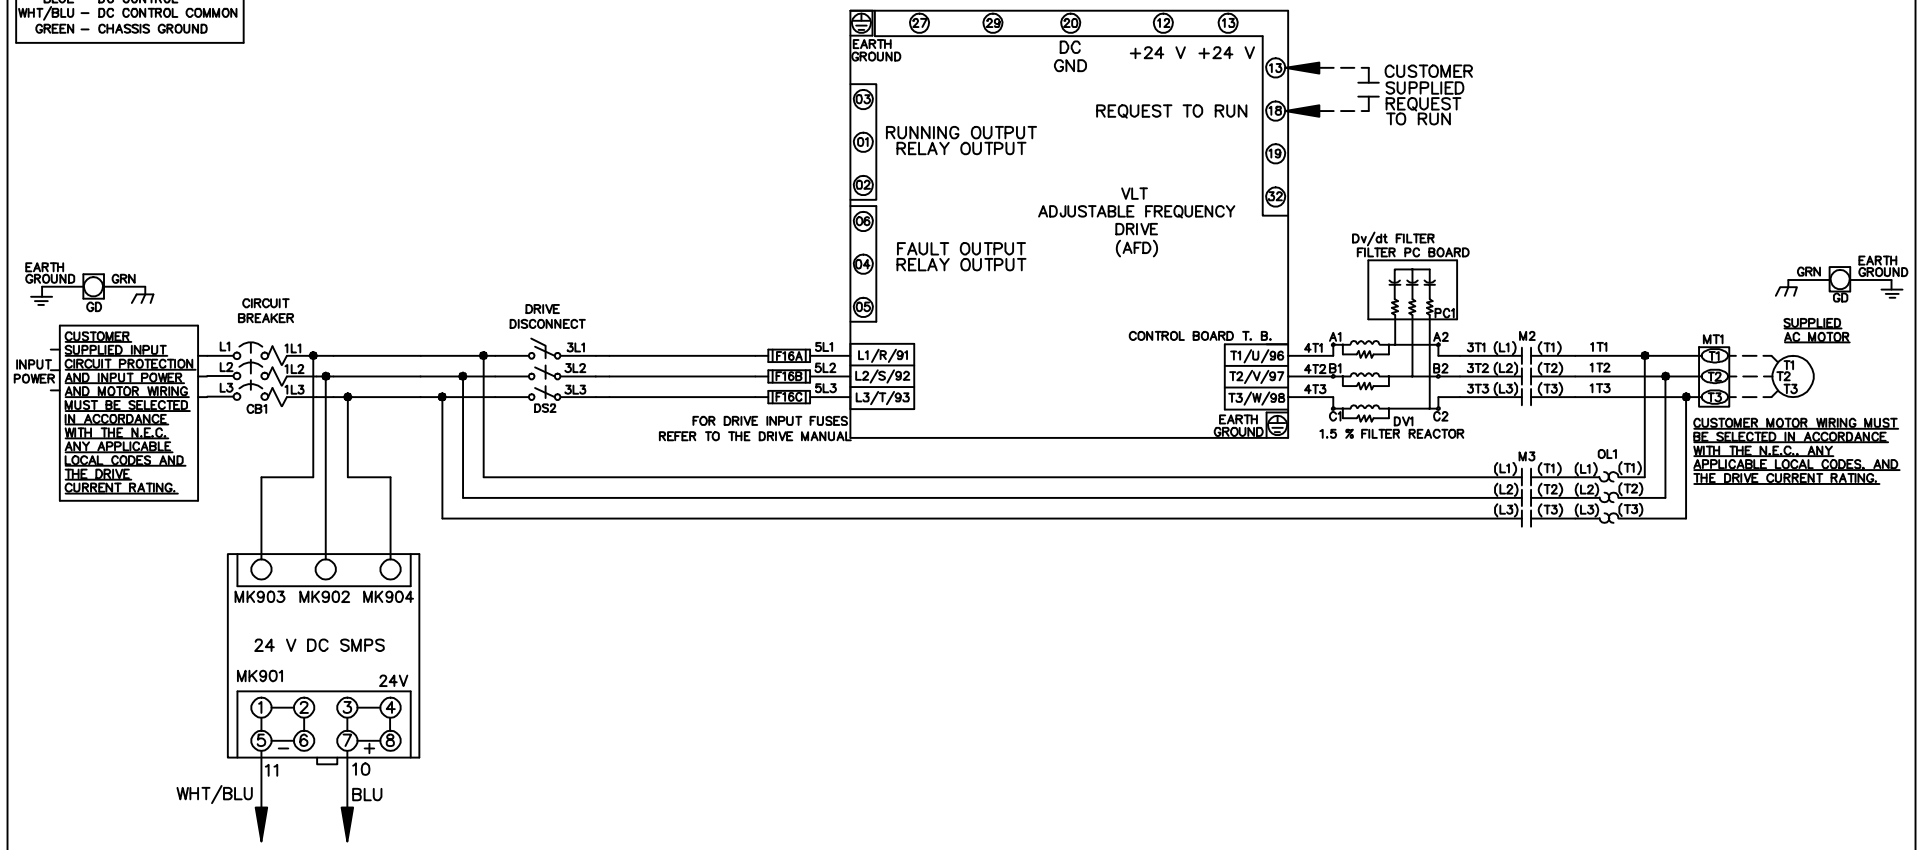 WHT/BLU – DC CONTROL COMMON
GREEN – CHASSIS GROUND
27 29 20 12 13
EARTH
GROUND
DC
GND
+24 V +24 V
13
18
19
32
REQUEST TO RUN
CUSTOMER
SUPPLIED
REQUEST
TO RUN
03
01
02
RUNNING OUTPUT
RELAY OUTPUT
06
04
05
FAULT OUTPUT
RELAY OUTPUT
VLT
ADJUSTABLE FREQUENCY
DRIVE
(AFD)
EARTH
GROUND
GRN
GD
CIRCUIT
BREAKER
DRIVE
DISCONNECT
INPUT
POWER
CUSTOMER
SUPPLIED INPUT
CIRCUIT PROTECTION
AND INPUT POWER
AND MOTOR WIRING
MUST BE SELECTED
IN ACCORDANCE
WITH THE N.E.C.
ANY APPLICABLE
LOCAL CODES AND
THE DRIVE
CURRENT RATING.
L1 1L1
L2 1L2
L3 1L3
CB1
3L1
3L2
3L3
DS2
F16A 5L1 L1/R/91
F16B 5L2 L2/S/92
F16C 5L3 L3/T/93
FOR DRIVE INPUT FUSES
REFER TO THE DRIVE MANUAL
CONTROL BOARD T. B.
T1/U/96 4T1 A1 A2
T2/V/97 4T2 B1 B2
T3/W/98 4T3 C1 C2
EARTH
GROUND
Dv/dt FILTER
FILTER PC BOARD
PC1
DV1
1.5 % FILTER REACTOR
M2
3T1 (L1) (T1) 1T1
3T2 (L2) (T2) 1T2
3T3 (L3) (T3) 1T3
M3 OL1
(L1) (T1) (L1) (T1)
(L2) (T2) (L2) (T2)
(L3) (T3) (L3) (T3)
GRN
GD
EARTH
GROUND
SUPPLIED
AC MOTOR
MT1
T1
T2
T3
T1
T2
T3
CUSTOMER MOTOR WIRING MUST
BE SELECTED IN ACCORDANCE
WITH THE N.E.C., ANY
APPLICABLE LOCAL CODES, AND
THE DRIVE CURRENT RATING.
MK903 MK902 MK904
24 V DC SMPS
MK901 24V
1 2 3 4
5 – 6 7 + 8
11 10
WHT/BLU BLU